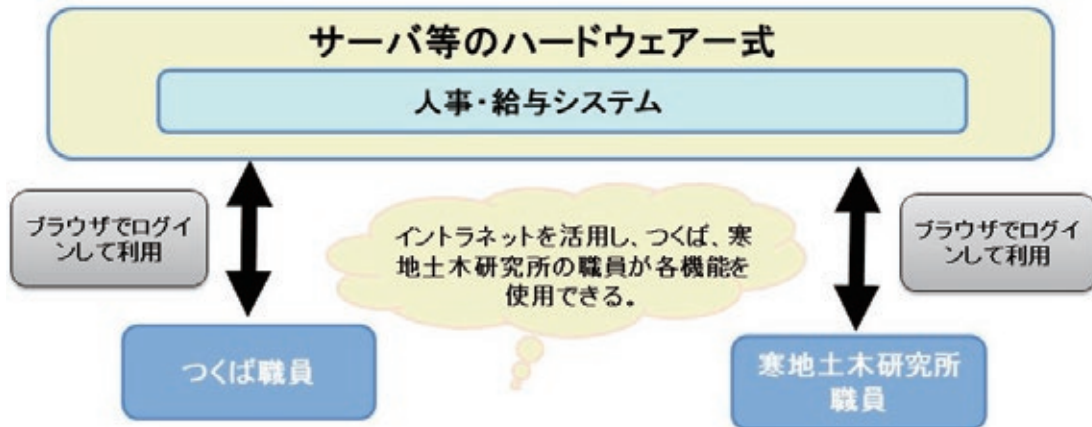 サーバ等のハードウェアー式
人事・給与システム
ブラウザでログイ
ンして利用
イントラネットを活用し、つくば、寒
地土木研究所の職員が各機能を
使用できる。
ブラウザでログイ
ンして利用
つくば職員
寒地土木研究所
職員